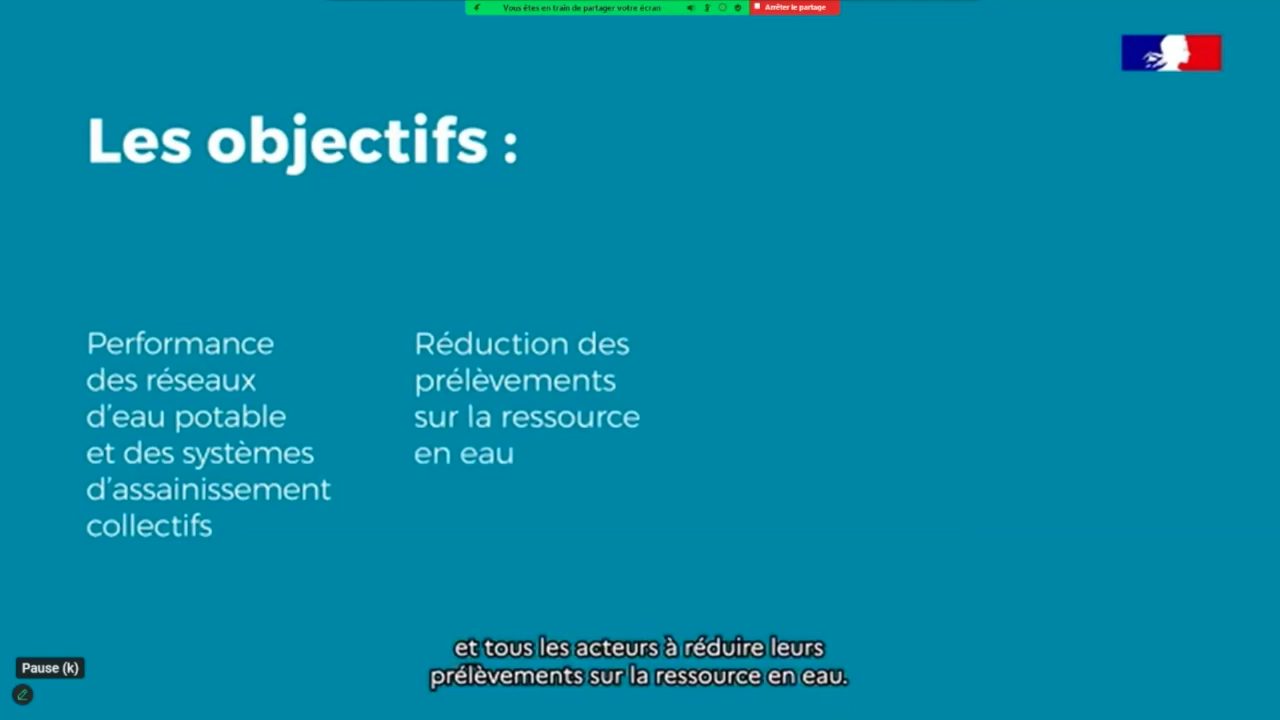 Vous êtes en train de partager votre écran
Arrêter le partage
Les objectifs :
Performance
des réseaux
d'eau potable
et des systèmes
d'assainissement
collectifs
Réduction des
prélèvements
sur la ressource
en eau
et tous les acteurs à réduire leurs
prélèvements sur la ressource en eau.
Pause (k)